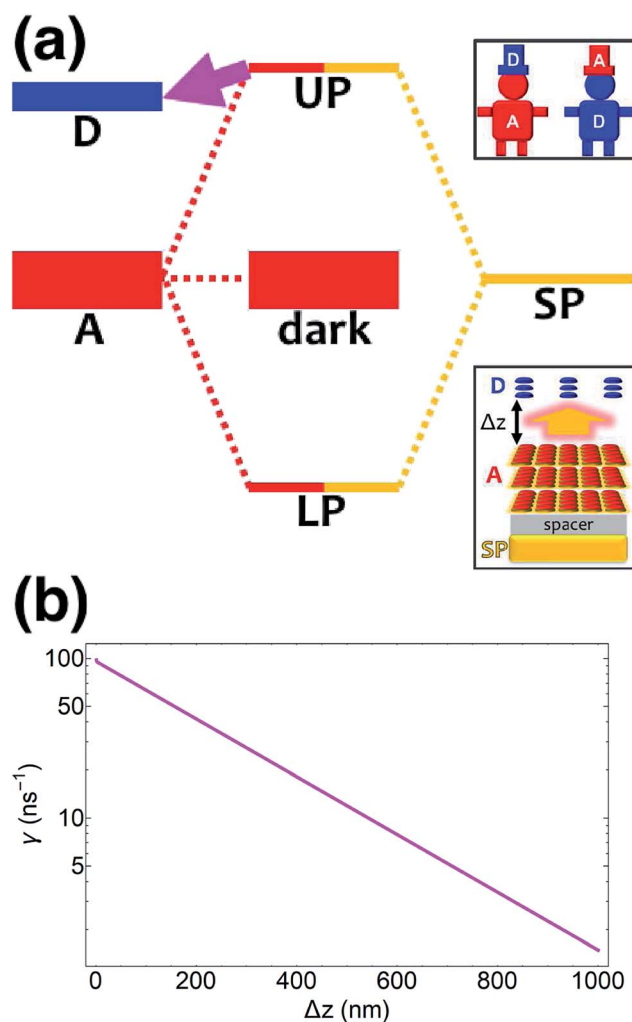 (a)
D
UP
D
A
A
D
A
dark
SP
LP
D
Δz
A
spacer
SP
(b)
100
50
10
5
γ (ns⁻¹)
0
200
400
600
800
1000
Δz (nm)